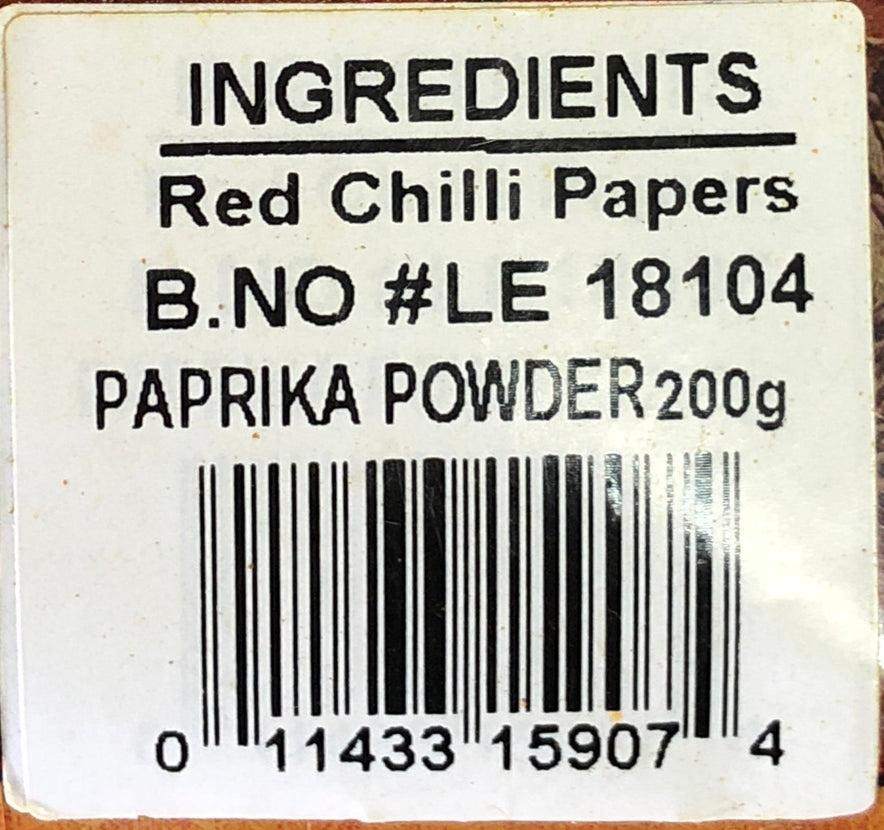 INGREDIENTS
Red Chilli Papers
B.NO #LE 18104
PAPRIKA POWDER 200g
0 11433 15907 4